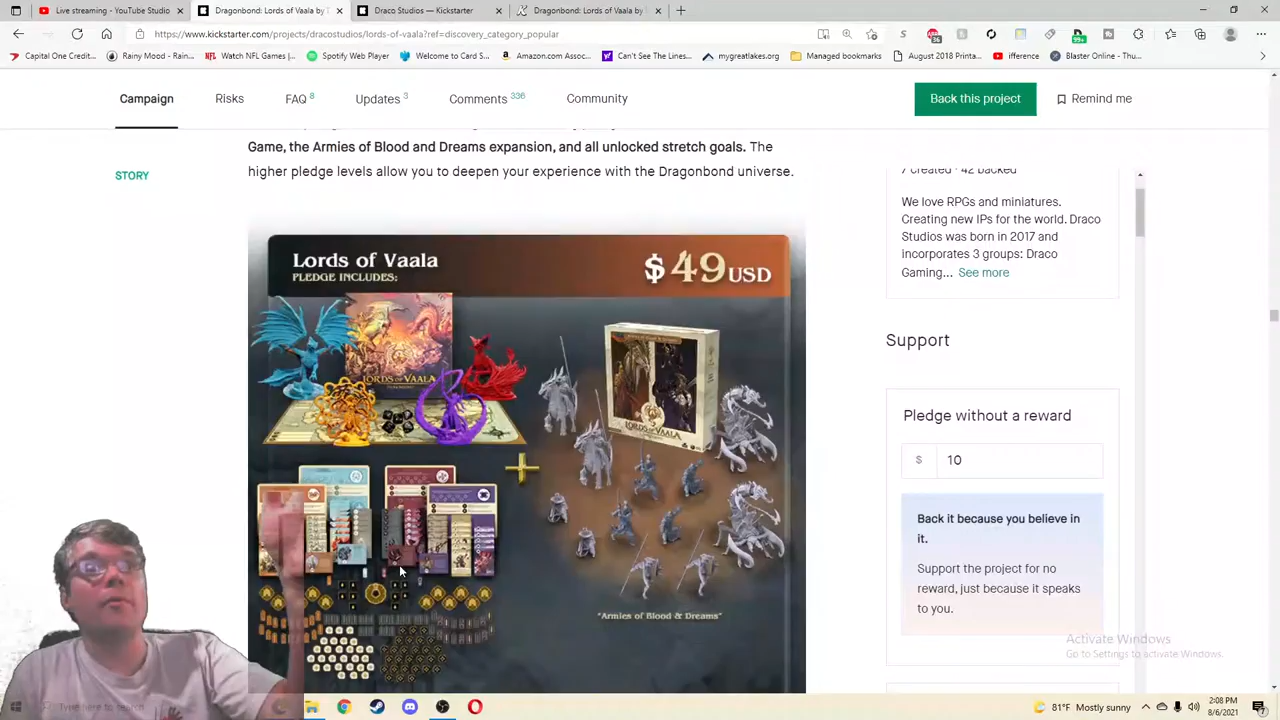 Live streaming - YouTube Studio
Dragonbond: Lords of Vaala by
Draco Studios — Kickstarter
Dragonbond: Lords of Vaala by
https://www.kickstarter.com/projects/dracostudios/lords-of-vaala?ref=discovery_category_popular
Capital One Credit...
Rainy Mood - Rain...
Watch NFL Games |...
Spotify Web Player
Welcome to Card S...
Amazon.com Assoc...
Can't See The Lines...
mygreatlakes.org
Managed bookmarks
August 2018 Printa...
ifference
Blaster Online - Thu...
Campaign
Risks
FAQ 8
Updates 3
Comments 336
Community
Back this project
Remind me
Game, the Armies of Blood and Dreams expansion, and all unlocked stretch goals. The
higher pledge levels allow you to deepen your experience with the Dragonbond universe.
STORY
Lords of Vaala
PLEDGE INCLUDES:
$49 USD
LORDS OF VAALA
LORDS OF VAALA
"Armies of Blood & Dreams"
7 created · 42 backed
We love RPGs and miniatures.
Creating new IPs for the world. Draco
Studios was born in 2017 and
incorporates 3 groups: Draco
Gaming... See more
Support
Pledge without a reward
$ 10
Back it because you believe in
it.
Support the project for no
reward, just because it speaks
to you.
Activate Windows
Go to Settings to activate Windows.
Type here to search
81°F Mostly sunny
2:08 PM
8/6/2021